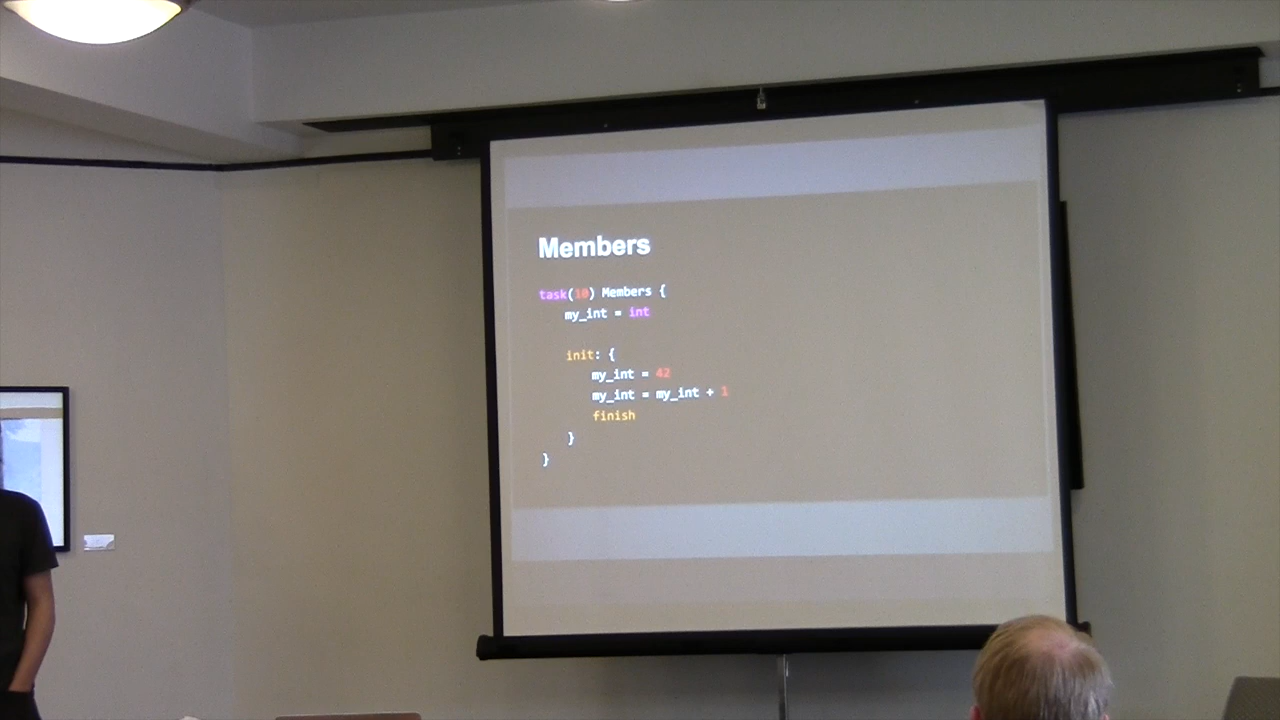 Members
task(10) Members {
my_int = int
init: {
my_int = 42
my_int = my_int + 1
finish
}
}